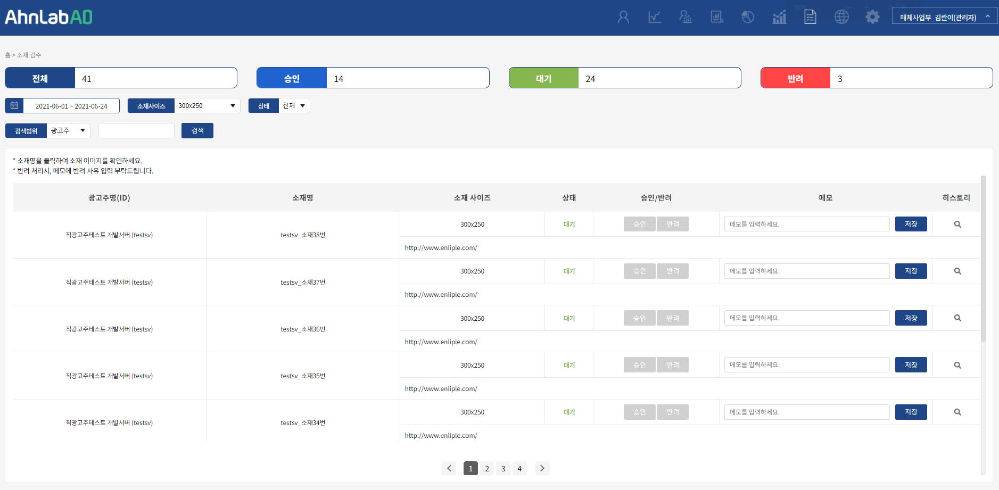 AhnLabAD
매체사업부_김란이(관리자)
홈 > 소재 검수
전체 41 승인 14 대기 24 반려 3
2021-06-01 ~ 2021-06-24 소재사이즈 300x250 상태 전체
검색범위 광고주 검색
* 소재명을 클릭하여 소재 이미지를 확인하세요.
* 반려 처리시, 메모에 반려 사유 입력 부탁드립니다.
광고주명(ID) 소재명 소재 사이즈 상태 승인/반려 메모 히스토리
직광고주테스트 개발서버 (testsv) testsv_소재38번 300x250 대기 승인 반려 메모를 입력하세요. 저장
http://www.enliple.com/
직광고주테스트 개발서버 (testsv) testsv_소재37번 300x250 대기 승인 반려 메모를 입력하세요. 저장
http://www.enliple.com/
직광고주테스트 개발서버 (testsv) testsv_소재36번 300x250 대기 승인 반려 메모를 입력하세요. 저장
http://www.enliple.com/
직광고주테스트 개발서버 (testsv) testsv_소재35번 300x250 대기 승인 반려 메모를 입력하세요. 저장
http://www.enliple.com/
직광고주테스트 개발서버 (testsv) testsv_소재34번 300x250 대기 승인 반려 메모를 입력하세요. 저장
http://www.enliple.com/
1 2 3 4